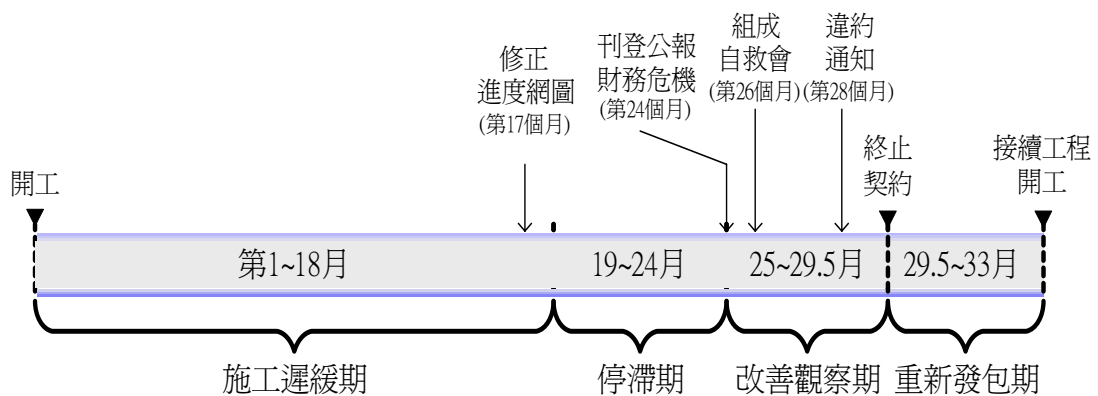 修正
進度網圖
(第17個月)
刊登公報
財務危機
(第24個月)
組成
自救會
(第26個月)
違約
通知
(第28個月)
開工
終止
契約
接續工程
開工
第1~18月
19~24月
25~29.5月
29.5~33月
施工遲緩期
停滯期
改善觀察期
重新發包期